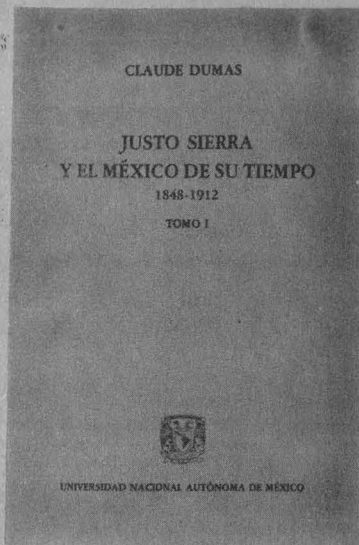 CLAUDE DUMAS
JUSTO SIERRA
Y EL MÉXICO DE SU TIEMPO
1848-1912
TOMO I
UNIVERSIDAD NACIONAL AUTÓNOMA DE MÉXICO